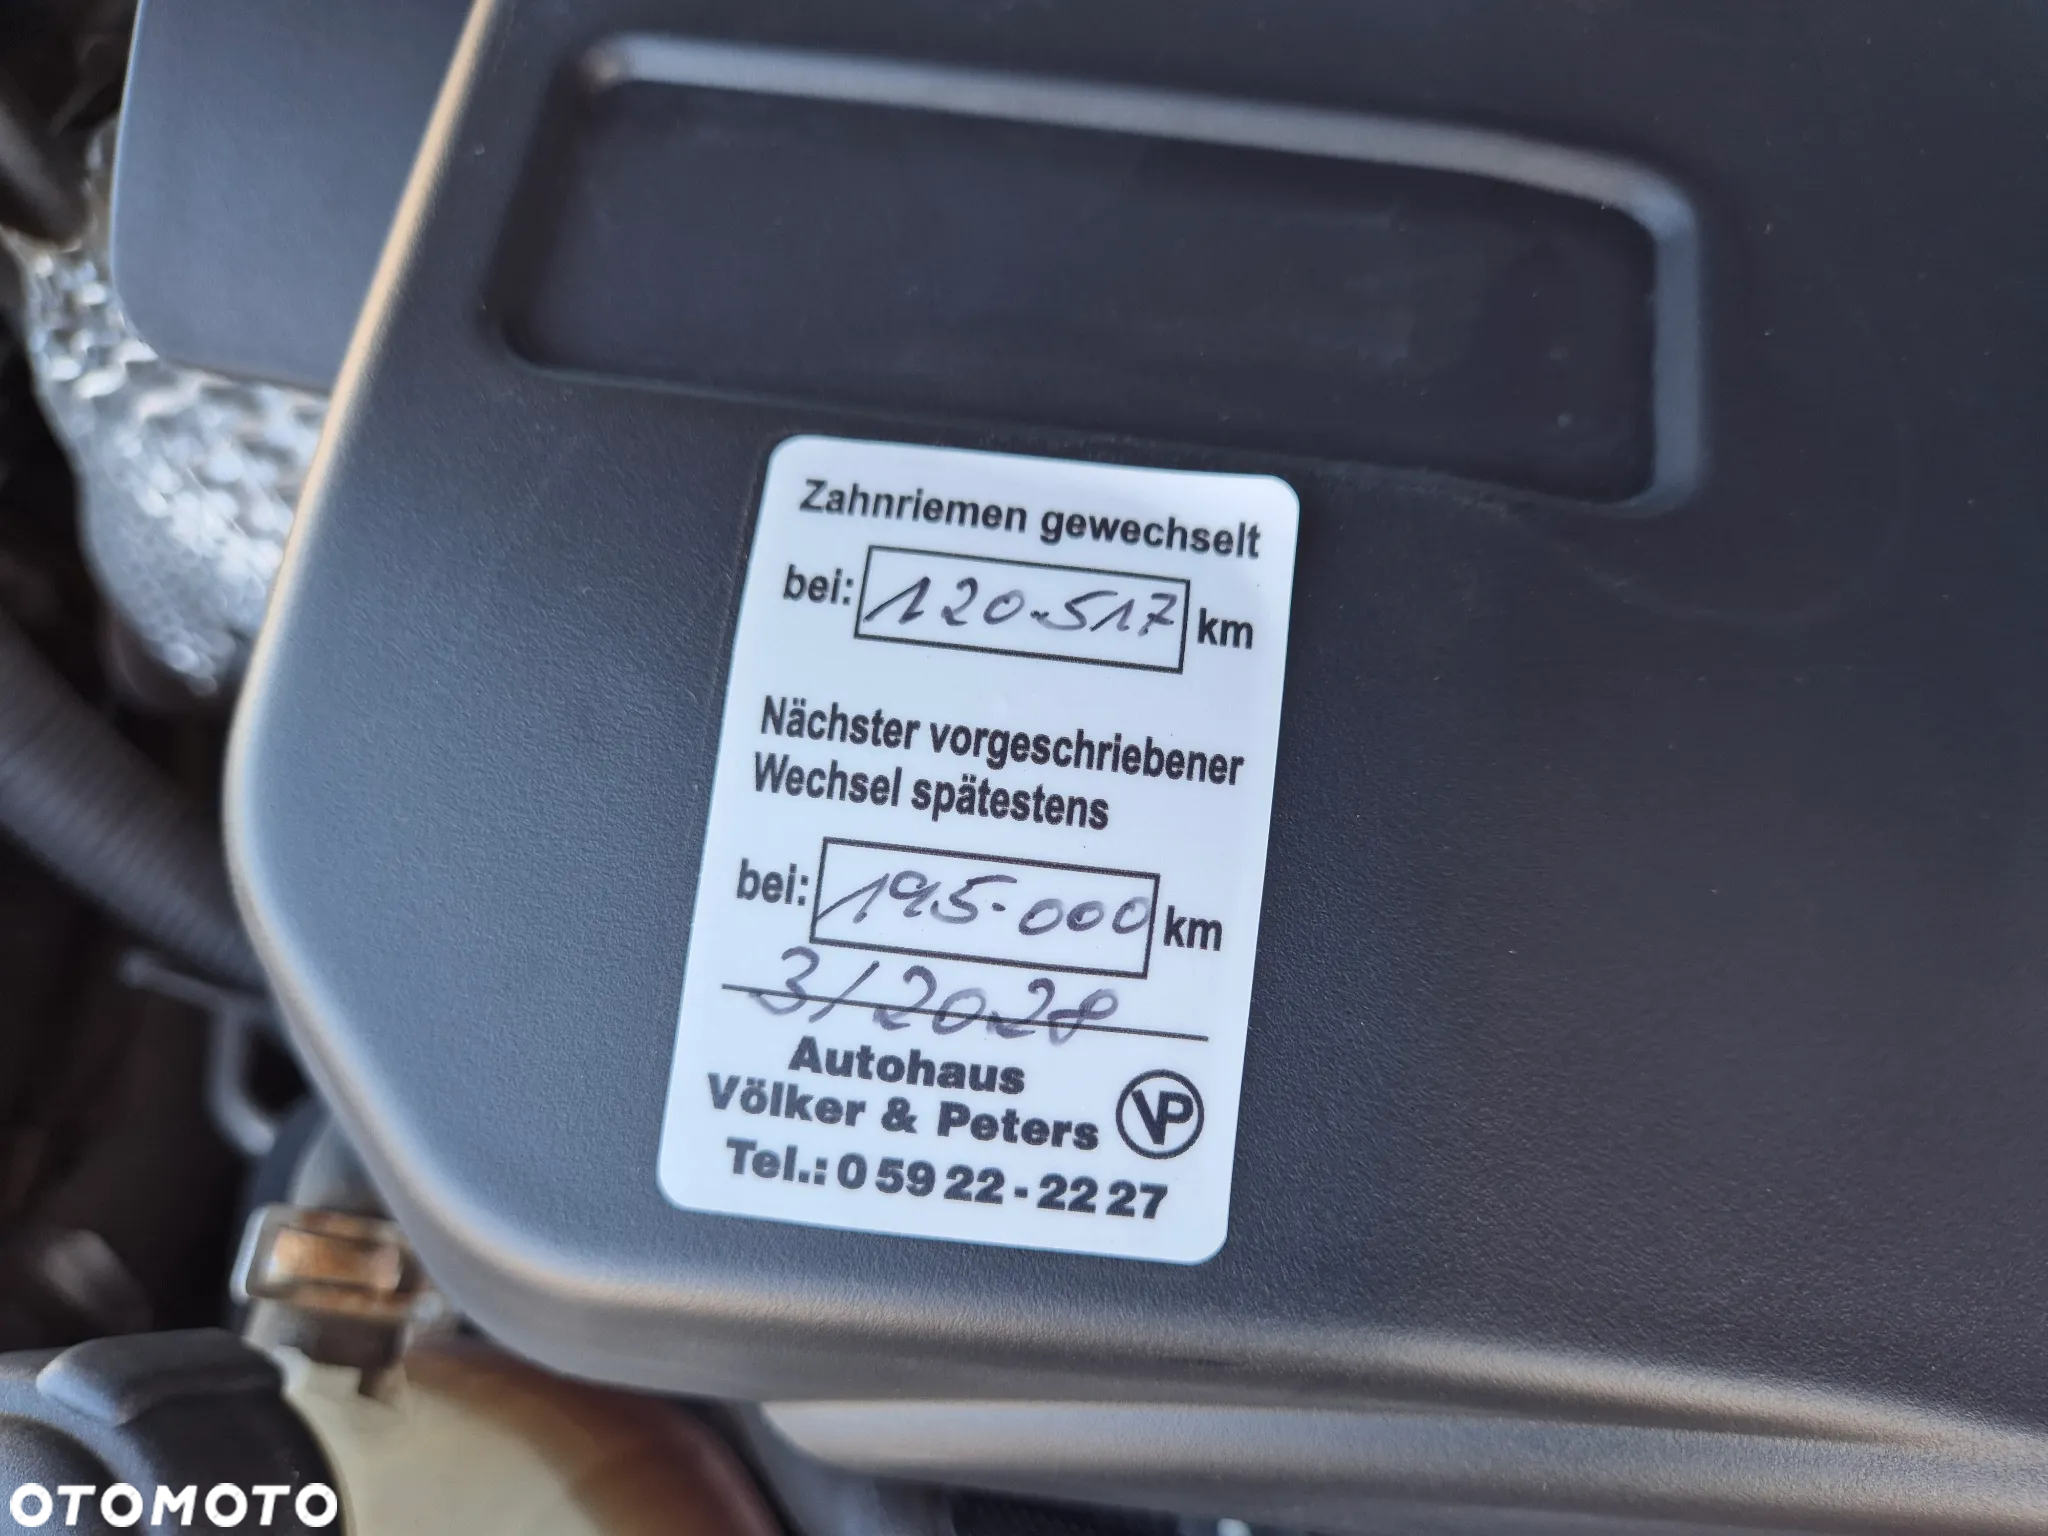 Zahnriemen gewechselt
bei: 120.517 km
Nächster vorgeschriebener
Wechsel spätestens
bei: 195.000 km
3/2028
Autohaus
Völker & Peters VP
Tel.: 0 59 22 - 22 27
OTOMOTO